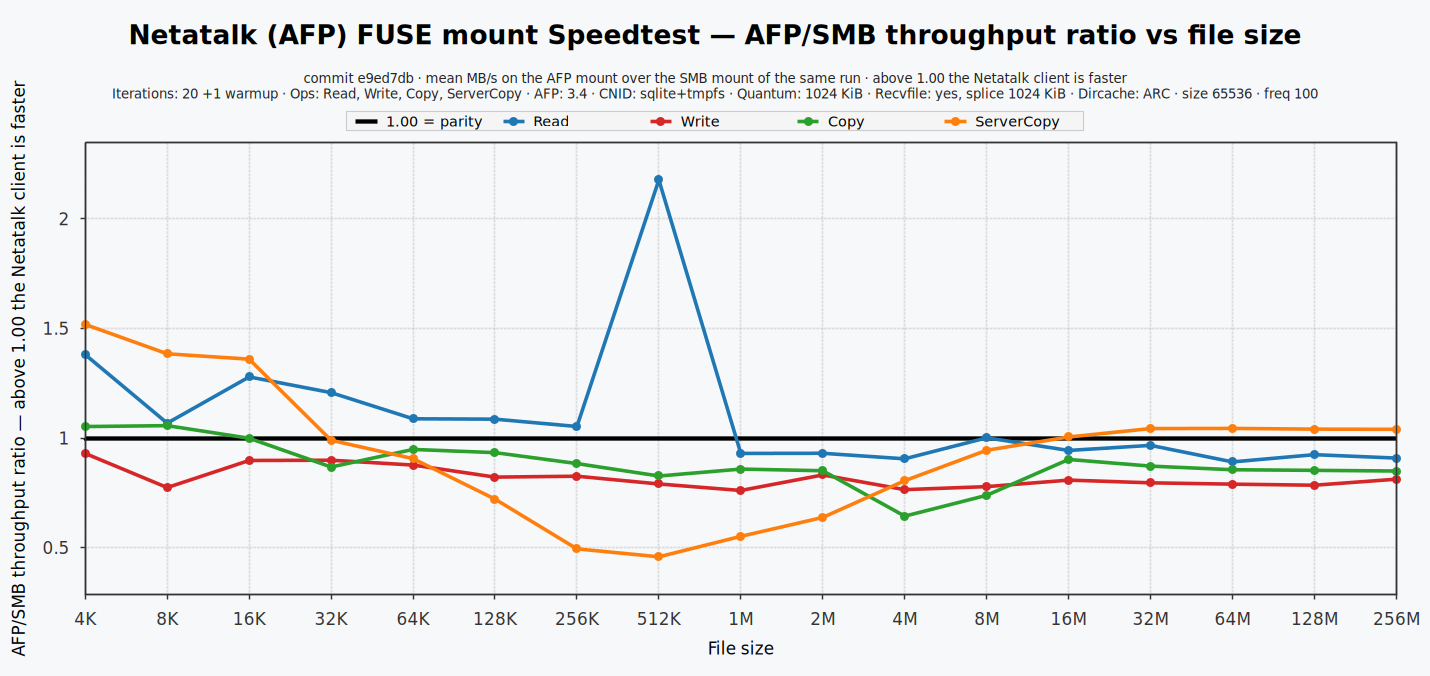 Netatalk (AFP) FUSE mount Speedtest — AFP/SMB throughput ratio vs file size
commit e9ed7db · mean MB/s on the AFP mount over the SMB mount of the same run · above 1.00 the Netatalk client is faster
Iterations: 20 +1 warmup · Ops: Read, Write, Copy, ServerCopy · AFP: 3.4 · CNID: sqlite+tmpfs · Quantum: 1024 KiB · Recvfile: yes, splice 1024 KiB · Dircache: ARC · size 65536 · freq 100
1.00 = parity Read Write Copy ServerCopy
AFP/SMB throughput ratio — above 1.00 the Netatalk client is faster
2
1.5
1
0.5
4K 8K 16K 32K 64K 128K 256K 512K 1M 2M 4M 8M 16M 32M 64M 128M 256M
File size